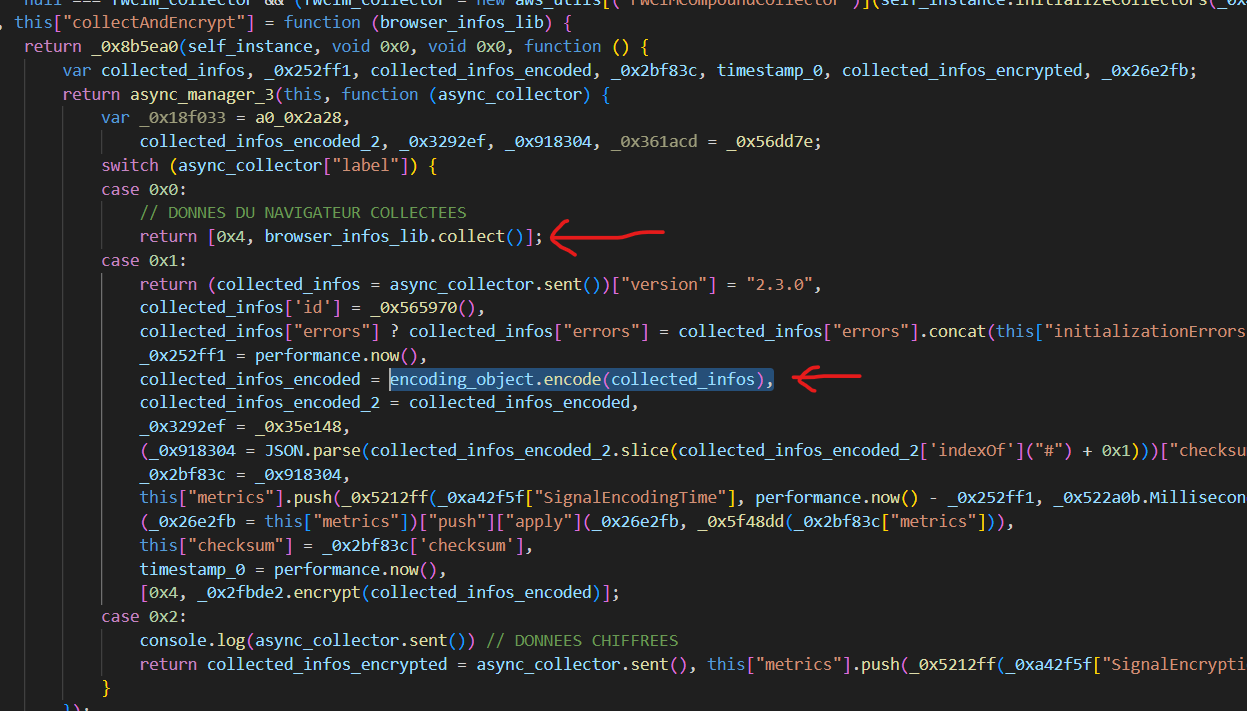 null === fwcim_collector && (fwcim_collector = new aws_utils[("FWCIMCompoundCollector")](self_instance.initializeCollectors(_0x
, this["collectAndEncrypt"] = function (browser_infos_lib) {
return _0x8b5ea0(self_instance, void 0x0, void 0x0, function () {
var collected_infos, _0x252ff1, collected_infos_encoded, _0x2bf83c, timestamp_0, collected_infos_encrypted, _0x26e2fb;
return async_manager_3(this, function (async_collector) {
var _0x18f033 = a0_0x2a28,
collected_infos_encoded_2, _0x3292ef, _0x918304, _0x361acd = _0x56dd7e;
switch (async_collector["label"]) {
case 0x0:
// DONNES DU NAVIGATEUR COLLECTEES
return [0x4, browser_infos_lib.collect()];
case 0x1:
return (collected_infos = async_collector.sent())["version"] = "2.3.0",
collected_infos['id'] = _0x565970(),
collected_infos["errors"] ? collected_infos["errors"] = collected_infos["errors"].concat(this["initializationErrors
_0x252ff1 = performance.now(),
collected_infos_encoded = encoding_object.encode(collected_infos),
collected_infos_encoded_2 = collected_infos_encoded,
_0x3292ef = _0x35e148,
(_0x918304 = JSON.parse(collected_infos_encoded_2.slice(collected_infos_encoded_2['indexOf']("#") + 0x1)))["checksu
_0x2bf83c = _0x918304,
this["metrics"].push(_0x5212ff(_0xa42f5f["SignalEncodingTime"], performance.now() - _0x252ff1, _0x522a0b.Millisecon
(_0x26e2fb = this["metrics"])["push"]["apply"](_0x26e2fb, _0x5f48dd(_0x2bf83c["metrics"])),
this["checksum"] = _0x2bf83c['checksum'],
timestamp_0 = performance.now(),
[0x4, _0x2fbde2.encrypt(collected_infos_encoded)];
case 0x2:
console.log(async_collector.sent()) // DONNEES CHIFFREES
return collected_infos_encrypted = async_collector.sent(), this["metrics"].push(_0x5212ff(_0xa42f5f["SignalEncrypti
}
});